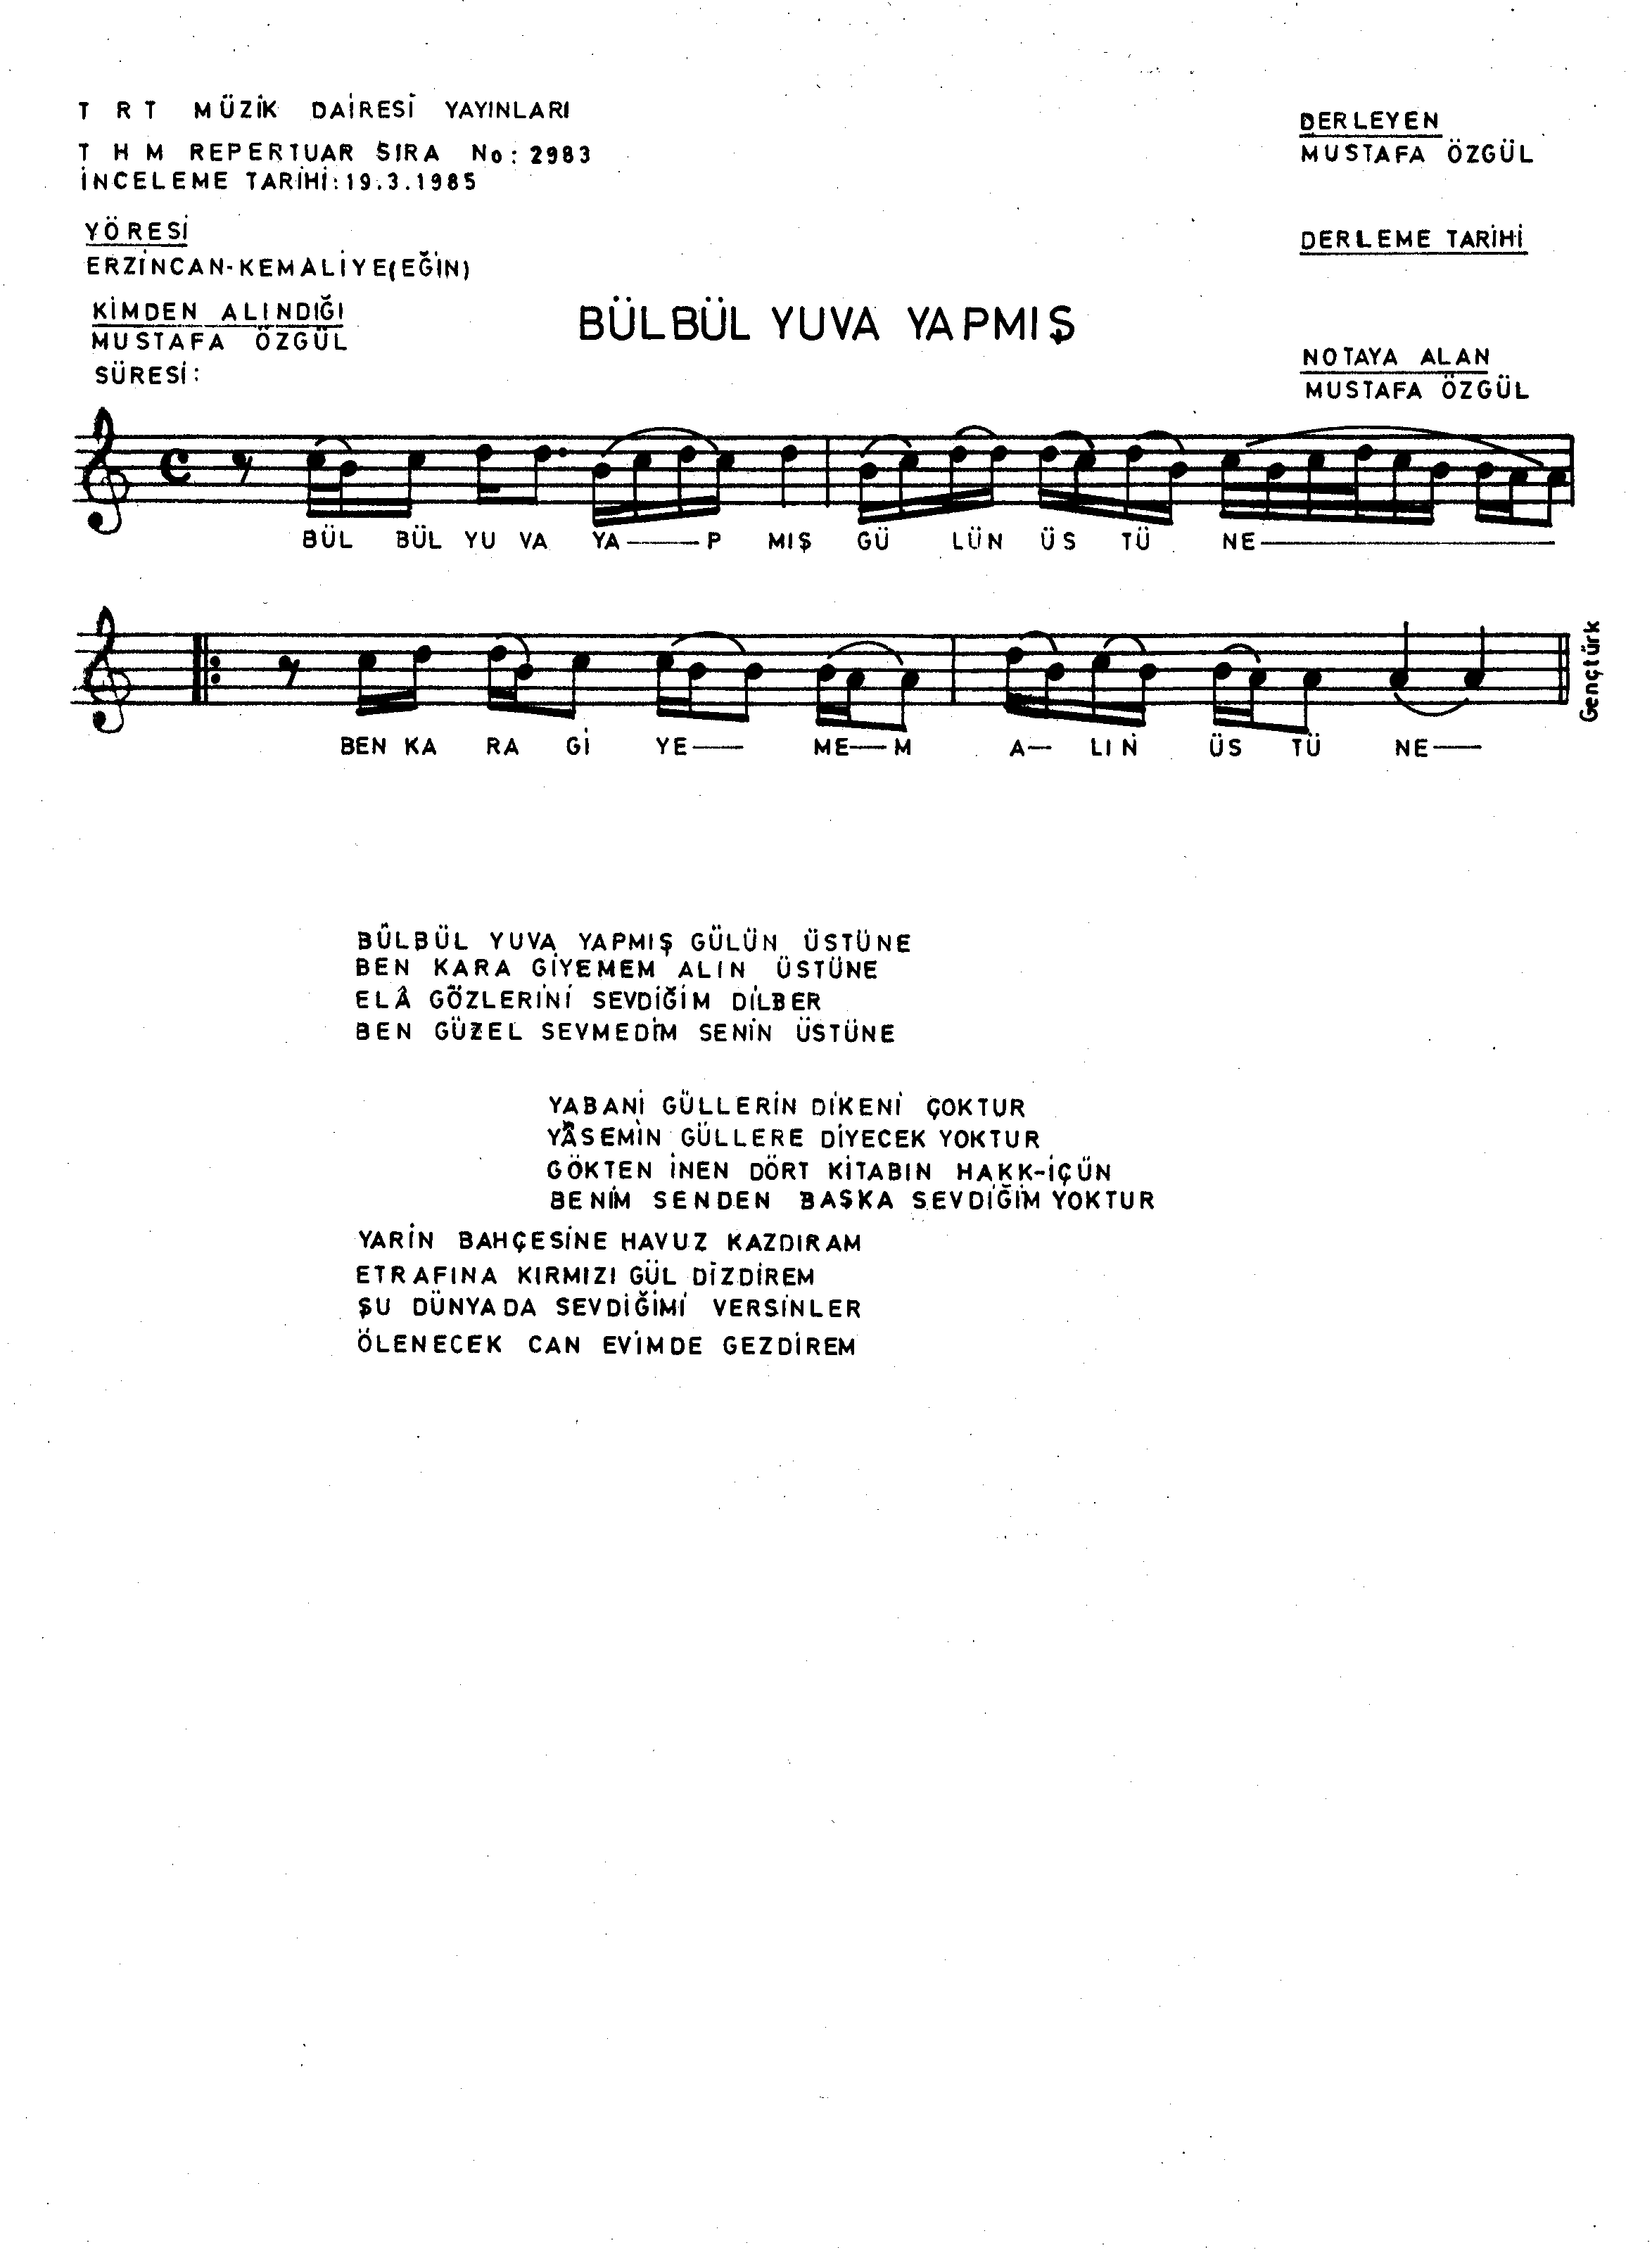 T R T MÜZİK DAİRESİ YAYINLARI
T H M REPERTUAR SIRA No: 2983
İNCELEME TARİHİ: 19.3.1985
YÖRESİ
ERZİNCAN-KEMALİYE(EĞİN)
KİMDEN ALINDIĞI
MUSTAFA ÖZGÜL
SÜRESİ:
BÜLBÜL YUVA YAPMIŞ
DERLEYEN
MUSTAFA ÖZGÜL
DERLEME TARİHİ
NOTAYA ALAN
MUSTAFA ÖZGÜL
BÜL BÜL YU VA YA—P MIŞ GÜ LÜN ÜS TÜ NE—
BEN KA RA Gİ YE— ME—M A— LIN ÜS TÜ NE—
Gençtürk
BÜLBÜL YUVA YAPMIŞ GÜLÜN ÜSTÜNE
BEN KARA GİYEMEM ALIN ÜSTÜNE
ELÂ GÖZLERİNİ SEVDİĞİM DİLBER
BEN GÜZEL SEVMEDİM SENİN ÜSTÜNE
YABANİ GÜLLERİN DİKENİ ÇOKTUR
YÂSEMİN GÜLLERE DİYECEK YOKTUR
GÖKTEN İNEN DÖRT KİTABIN HAKK-İÇÜN
BENİM SENDEN BAŞKA SEVDİĞİM YOKTUR
YARİN BAHÇESİNE HAVUZ KAZDIRAM
ETRAFINA KIRMIZI GÜL DİZDİREM
ŞU DÜNYADA SEVDİĞİMİ VERSİNLER
ÖLENECEK CAN EVİMDE GEZDİREM